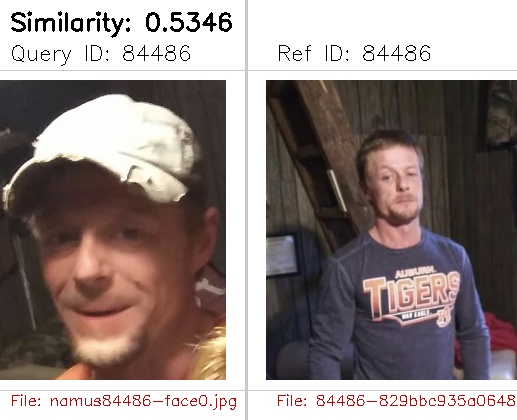 Similarity: 0.5346
Query ID: 84486
Ref ID: 84486
AUBURN
TIGERS
WAR EAGLE
File: namus84486-face0.jpg
File: 84486-829bbc935a0648